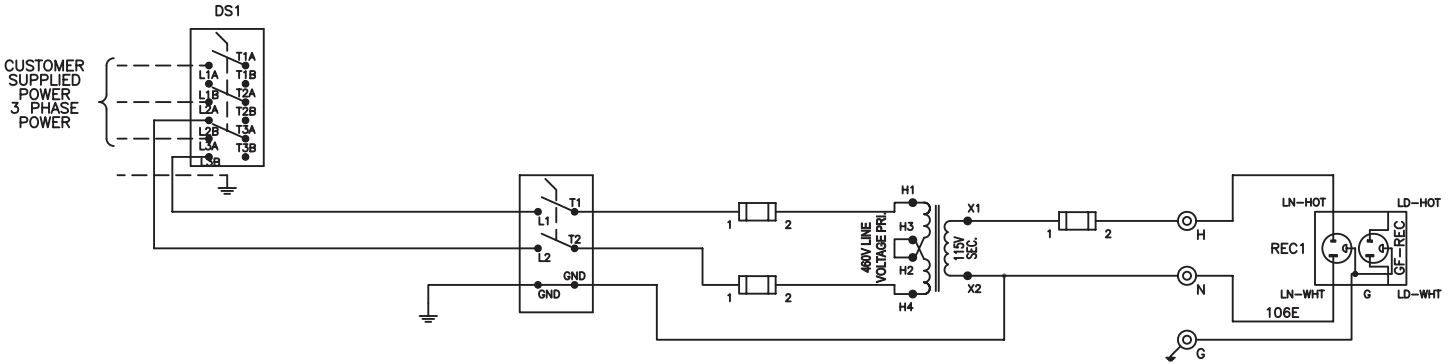 DS1
CUSTOMER
SUPPLIED
POWER
3 PHASE
POWER
T1A
L1A
T1B
L1B
T2A
L2A
T2B
L2B
T3A
L3A
T3B
L3B
T1
L1
T2
L2
GND
GND
1 2
1 2
H1
H3
H2
H4
460V LINE
VOLTAGE PRI.
115V
SEC.
X1
X2
1 2
H
N
G
LN-HOT
LD-HOT
REC1
GF-REC
LN-WHT
G
LD-WHT
106E